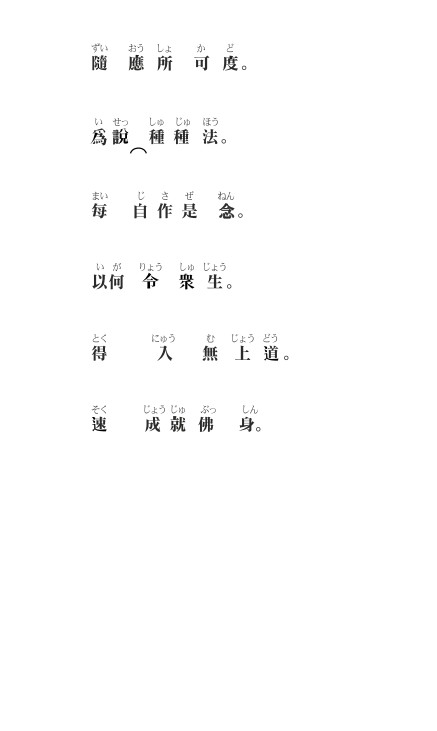 ずい おう しょ か ど
隨 應 所 可 度。
い せっ しゅ じゅ ほう
爲 說 種 種 法。
まい じ さ ぜ ねん
每 自 作 是 念。
い が りょう しゅ じょう
以 何 令 衆 生。
とく にゅう む じょう どう
得 入 無 上 道。
そく じょう じゅ ぶっ しん
速 成 就 佛 身。